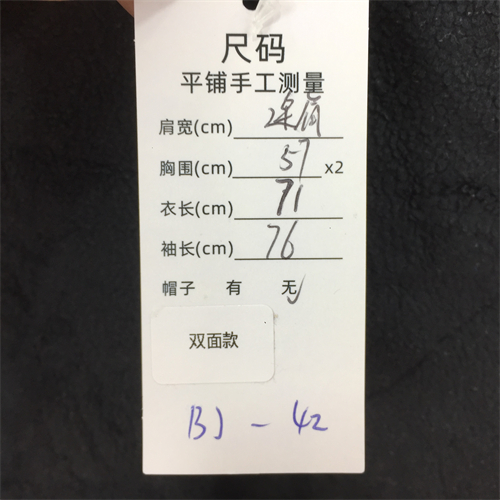 尺码
平铺手工测量
肩宽(cm) 连肩
胸围(cm) 57 x2
衣长(cm) 71
袖长(cm) 76
帽子 有 无✓
双面款
BJ - 42